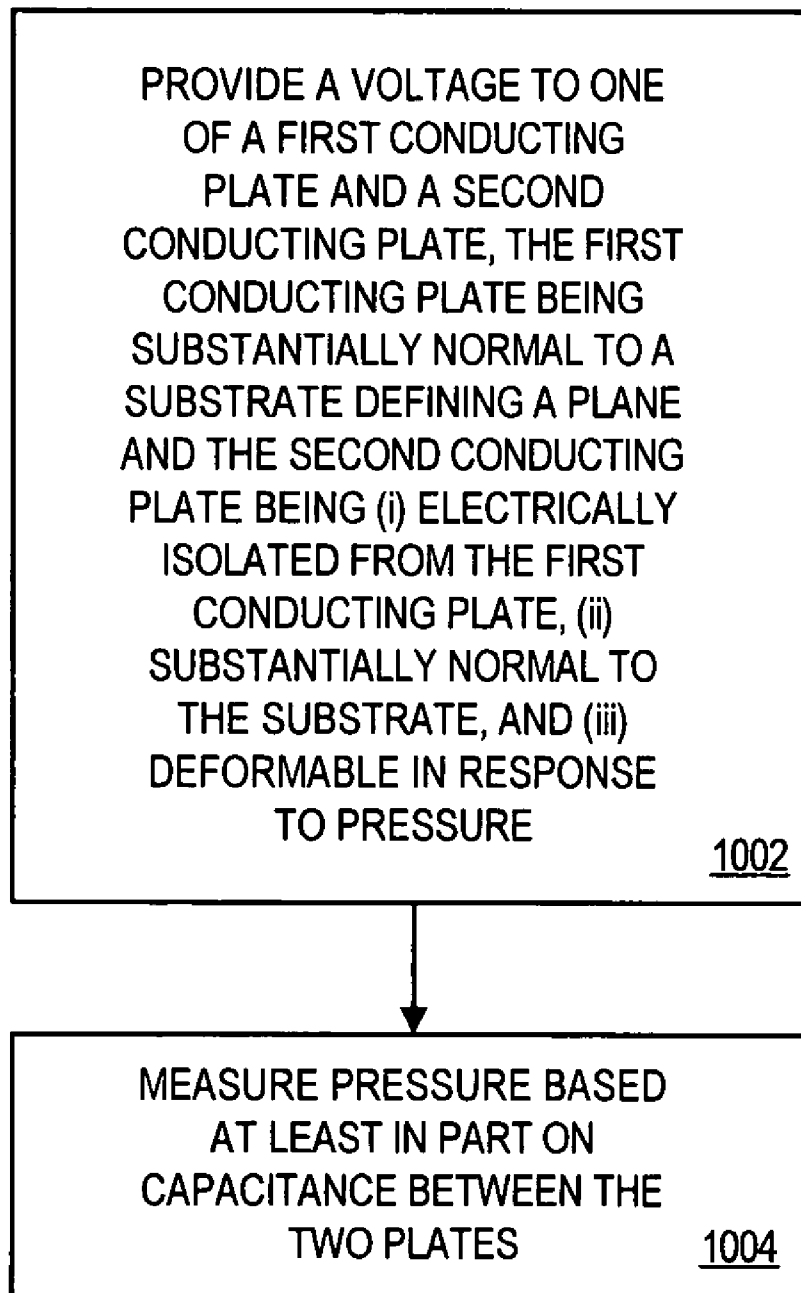 PROVIDE A VOLTAGE TO ONE
OF A FIRST CONDUCTING
PLATE AND A SECOND
CONDUCTING PLATE, THE FIRST
CONDUCTING PLATE BEING
SUBSTANTIALLY NORMAL TO A
SUBSTRATE DEFINING A PLANE
AND THE SECOND CONDUCTING
PLATE BEING (i) ELECTRICALLY
ISOLATED FROM THE FIRST
CONDUCTING PLATE, (ii)
SUBSTANTIALLY NORMAL TO
THE SUBSTRATE, AND (iii)
DEFORMABLE IN RESPONSE
TO PRESSURE
1002
MEASURE PRESSURE BASED
AT LEAST IN PART ON
CAPACITANCE BETWEEN THE
TWO PLATES 1004